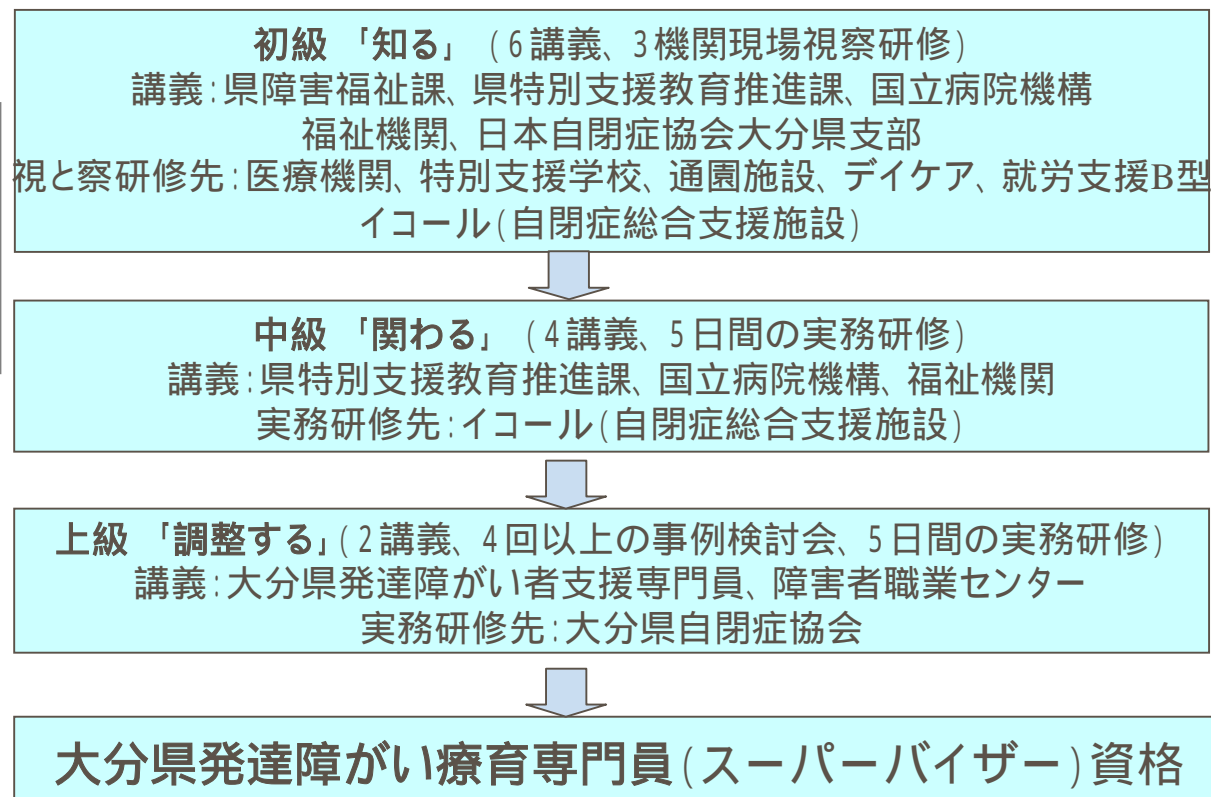 初級 「知る」 (6講義、3機関現場視察研修)
講義:県障害福祉課、県特別支援教育推進課、国立病院機構
福祉機関、日本自閉症協会大分県支部
視と察研修先:医療機関、特別支援学校、通園施設、デイケア、就労支援B型
イコール(自閉症総合支援施設)
中級 「関わる」 (4講義、5日間の実務研修)
講義:県特別支援教育推進課、国立病院機構、福祉機関
実務研修先:イコール(自閉症総合支援施設)
上級 「調整する」(2講義、4回以上の事例検討会、5日間の実務研修)
講義:大分県発達障がい者支援専門員、障害者職業センター
実務研修先:大分県自閉症協会
大分県発達障がい療育専門員(スーパーバイザー)資格